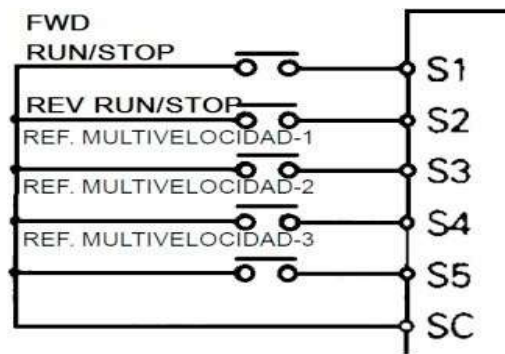 FWD
RUN/STOP
S1
REV RUN/STOP
S2
REF. MULTIVELOCIDAD-1
S3
REF. MULTIVELOCIDAD-2
S4
REF. MULTIVELOCIDAD-3
S5
SC